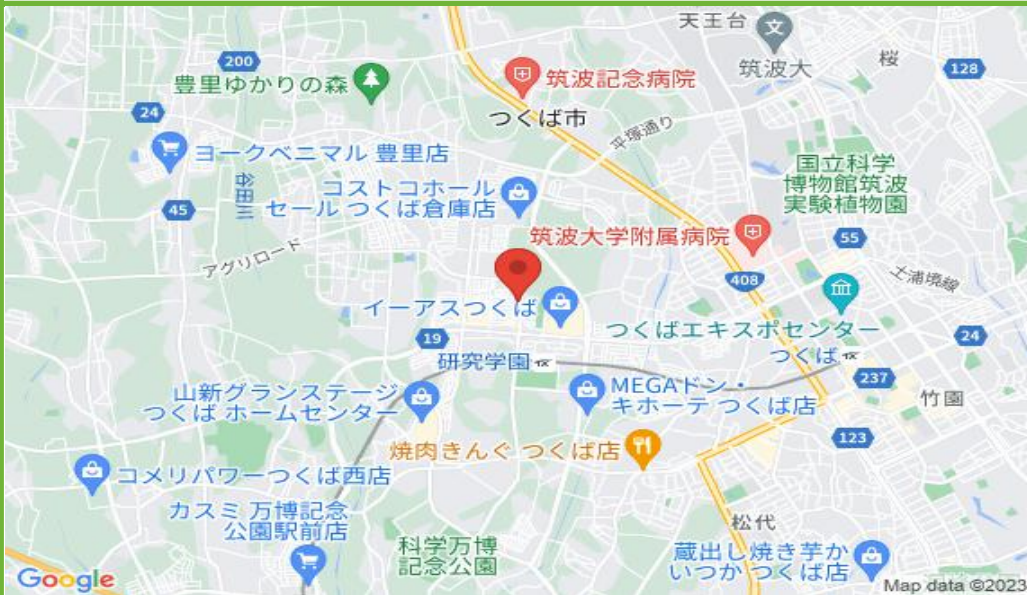 天王台
桜
筑波大
128
200
豊里ゆかりの森
筑波記念病院
つくば市
24
平塚通り
ヨークベニマル 豊里店
谷田川
国立科学
博物館筑波
実験植物園
コストコホール
セール つくば倉庫店
45
筑波大学附属病院
55
アグリロード
408
土浦境線
イーアスつくば
つくばエキスポセンター
つくば
19
24
研究学園
237
竹園
山新グランステージ
つくば ホームセンター
MEGAドン・
キホーテ つくば店
焼肉きんぐ つくば店
123
コメリパワーつくば西店
カスミ 万博記念
公園駅前店
松代
科学万博
記念公園
蔵出し焼き芋か
いつか つくば店
Google
Map data ©2023